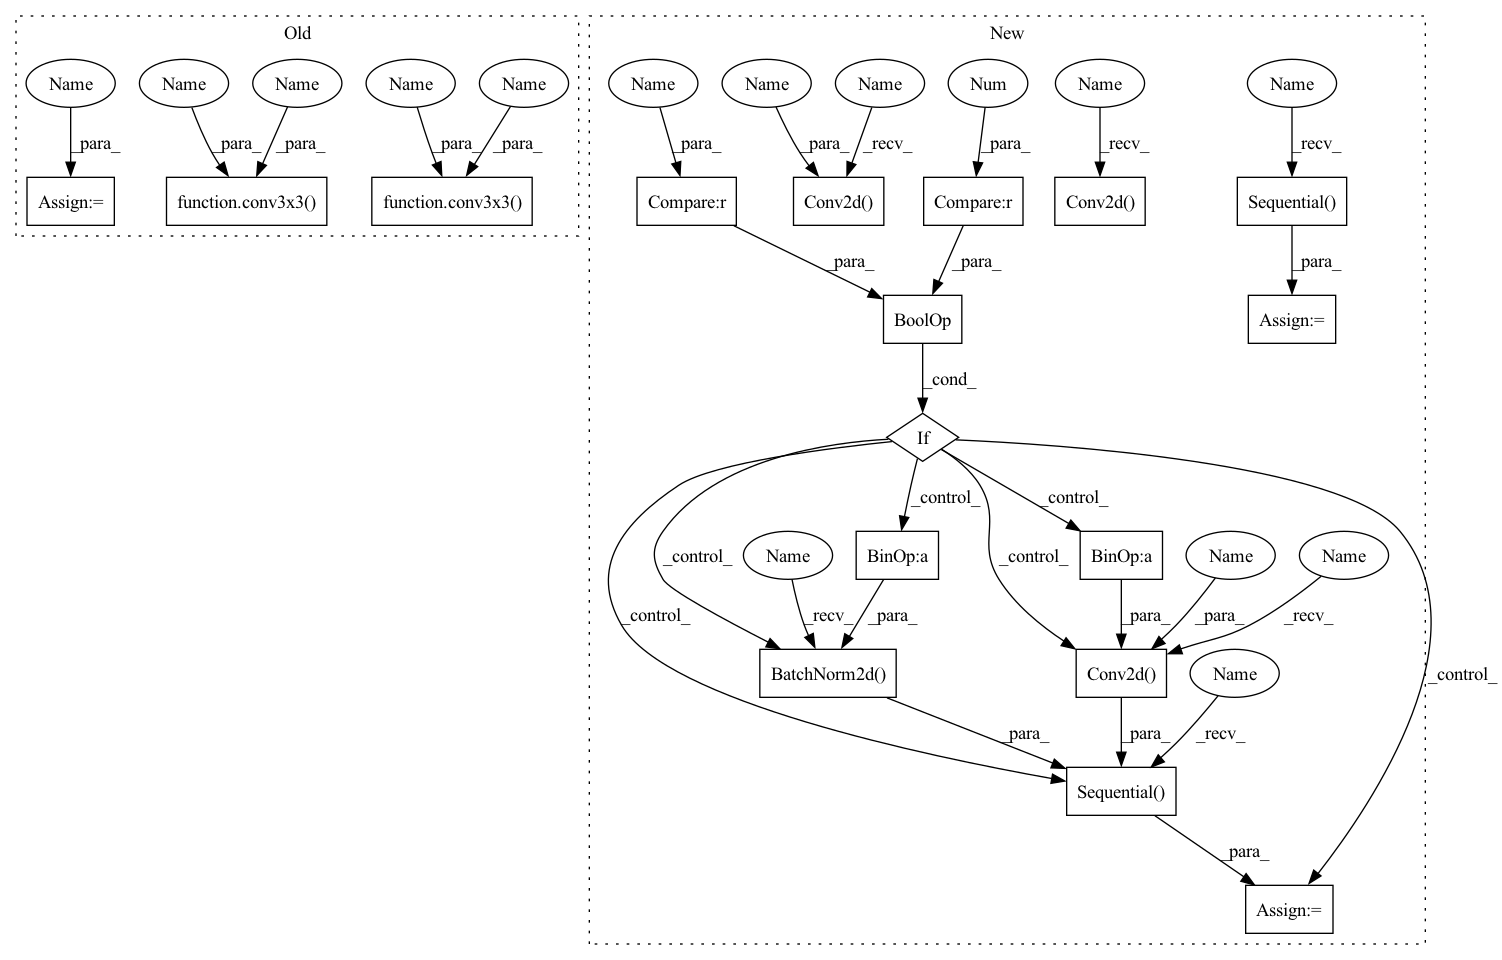 Old
New
Name
Name
Name
Name
Name
Name
Name
Name
Num
Name
Name
_para_
_para_
_para_
_para_
_para_
_para_
_para_
_recv_
_para_
_recv_
_recv_
Assign:=
function.conv3x3()
function.conv3x3()
Compare:r
Conv2d()
Compare:r
Conv2d()
Sequential()
_para_
_para_
_para_
BoolOp
Assign:=
_cond_
If
_control_
_control_
_control_
_control_
Name
BinOp:a
BinOp:a
Name
Name
_control_
_recv_
_para_
_para_
_para_
_recv_
BatchNorm2d()
Conv2d()
Name
_control_
_para_
_para_
_recv_
Sequential()
_para_
Assign:=